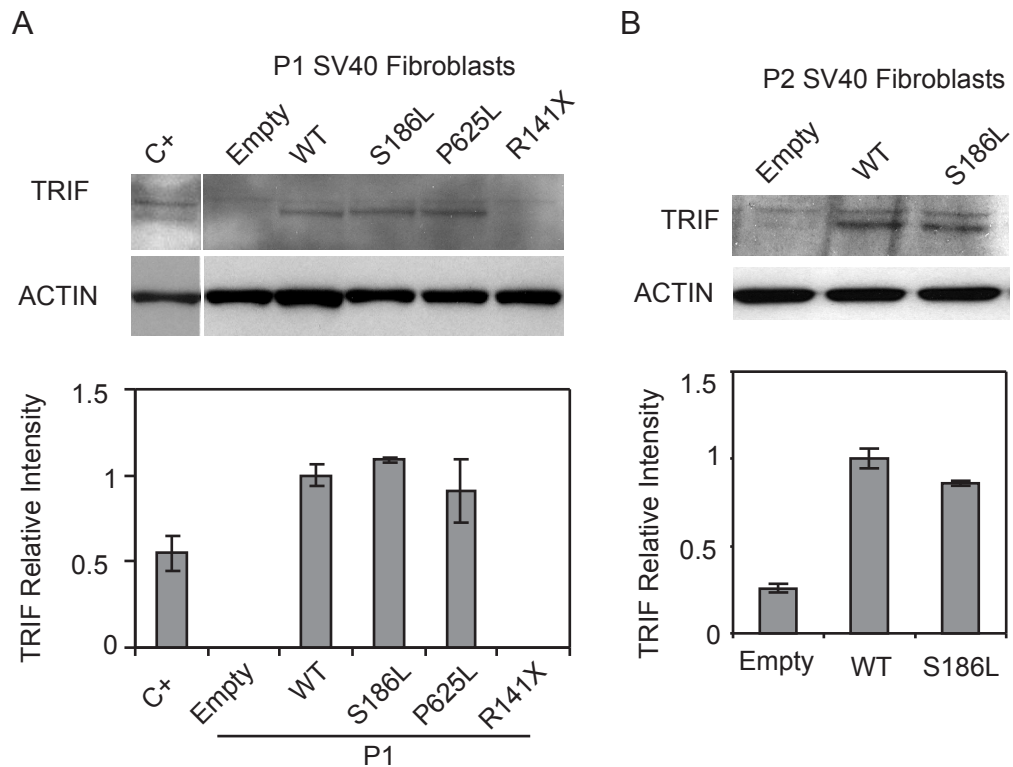 A
P1 SV40 Fibroblasts
C+ Empty WT S186L P625L R141X
TRIF
ACTIN
TRIF Relative Intensity
1.5
1
0.5
0
C+ Empty WT S186L P625L R141X
P1
B
P2 SV40 Fibroblasts
Empty WT S186L
TRIF
ACTIN
TRIF Relative Intensity
1.5
1
0.5
0
Empty WT S186L